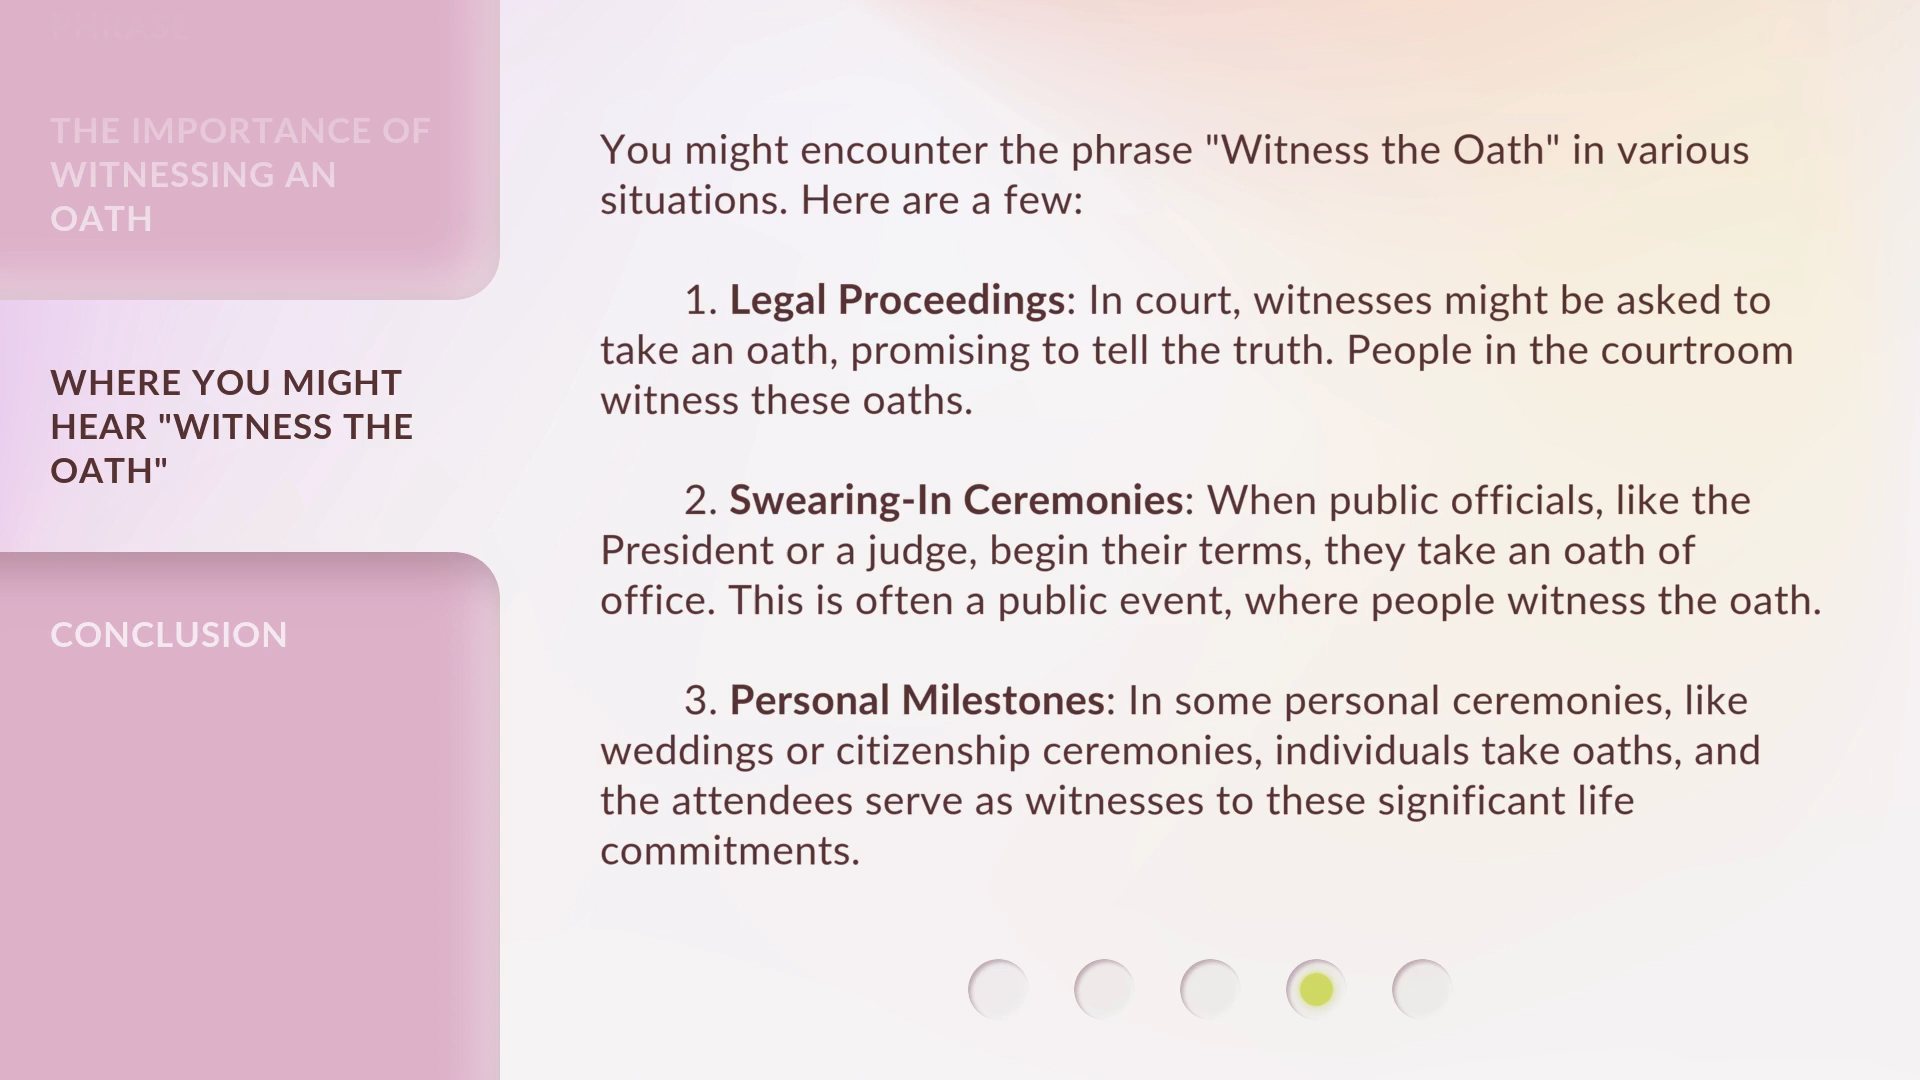 PHRASE
THE IMPORTANCE OF
WITNESSING AN
OATH
WHERE YOU MIGHT
HEAR "WITNESS THE
OATH"
CONCLUSION
You might encounter the phrase "Witness the Oath" in various
situations. Here are a few:
1. Legal Proceedings: In court, witnesses might be asked to
take an oath, promising to tell the truth. People in the courtroom
witness these oaths.
2. Swearing-In Ceremonies: When public officials, like the
President or a judge, begin their terms, they take an oath of
office. This is often a public event, where people witness the oath.
3. Personal Milestones: In some personal ceremonies, like
weddings or citizenship ceremonies, individuals take oaths, and
the attendees serve as witnesses to these significant life
commitments.